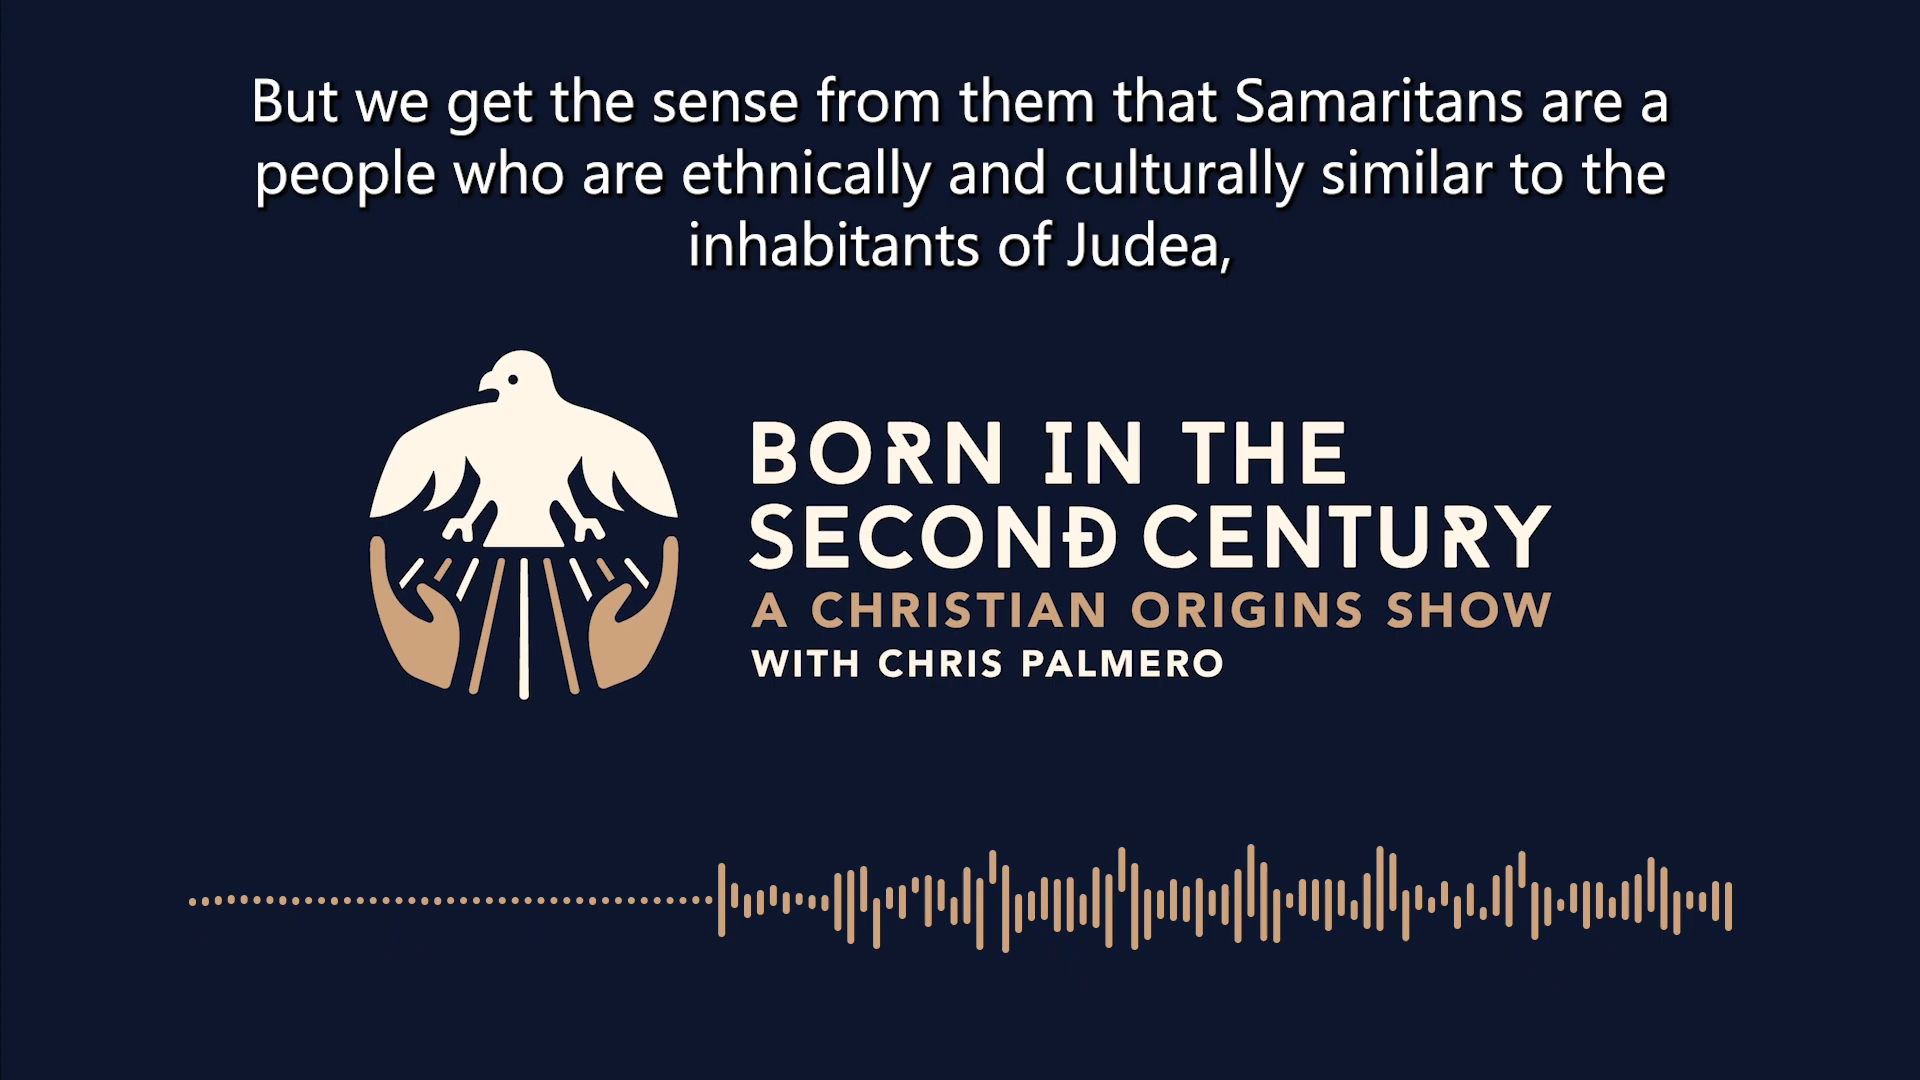 But we get the sense from them that Samaritans are a
people who are ethnically and culturally similar to the
inhabitants of Judea,
BORN IN THE
SECOND CENTURY
A CHRISTIAN ORIGINS SHOW
WITH CHRIS PALMERO